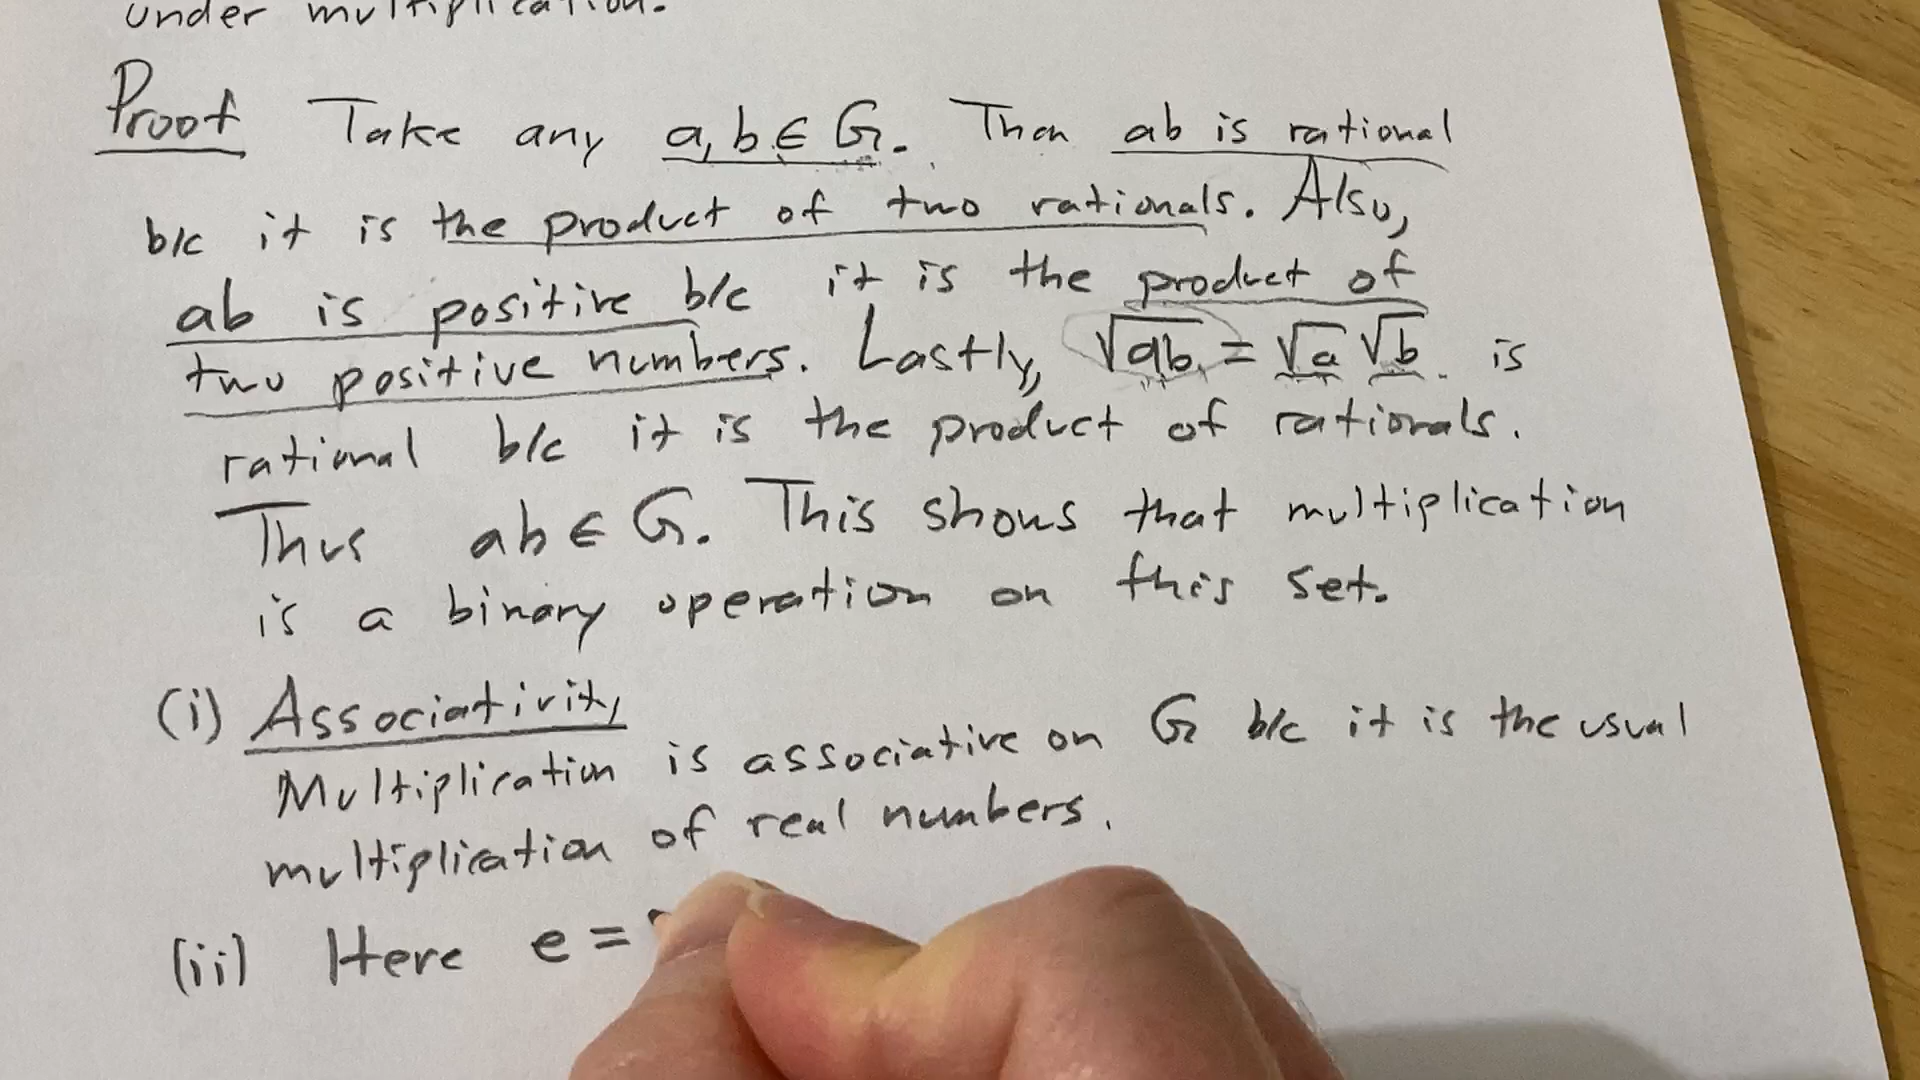 under multiplication.
Proof Take any a, b ∈ G. Then ab is rational
b/c it is the product of two rationals. Also,
ab is positive b/c it is the product of
two positive numbers. Lastly, √ab = √a √b is
rational b/c it is the product of rationals.
Thus ab ∈ G. This shows that multiplication
is a binary operation on this set.
(i) Associativity
Multiplication is associative on G b/c it is the usual
multiplication of real numbers.
(ii) Here e =